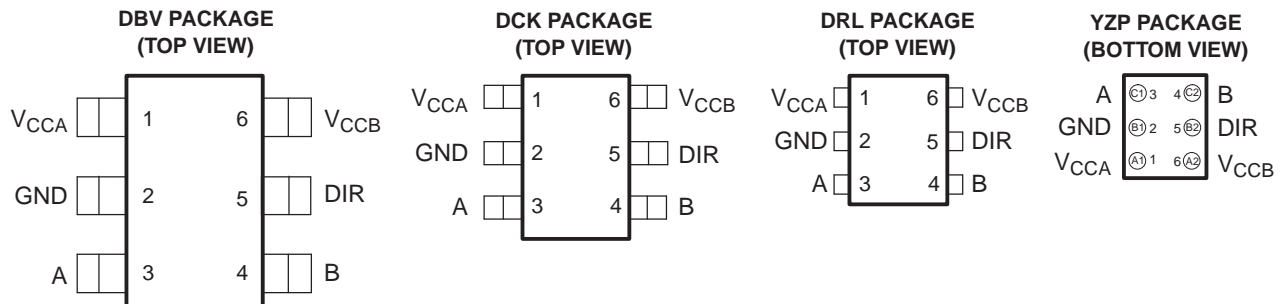 DBV PACKAGE
(TOP VIEW)
VCCA 1 6 VCCB
GND 2 5 DIR
A 3 4 B
DCK PACKAGE
(TOP VIEW)
VCCA 1 6 VCCB
GND 2 5 DIR
A 3 4 B
DRL PACKAGE
(TOP VIEW)
VCCA 1 6 VCCB
GND 2 5 DIR
A 3 4 B
YZP PACKAGE
(BOTTOM VIEW)
A C1 3 4 C2 B
GND B1 2 5 B2 DIR
VCCA A1 1 6 A2 VCCB